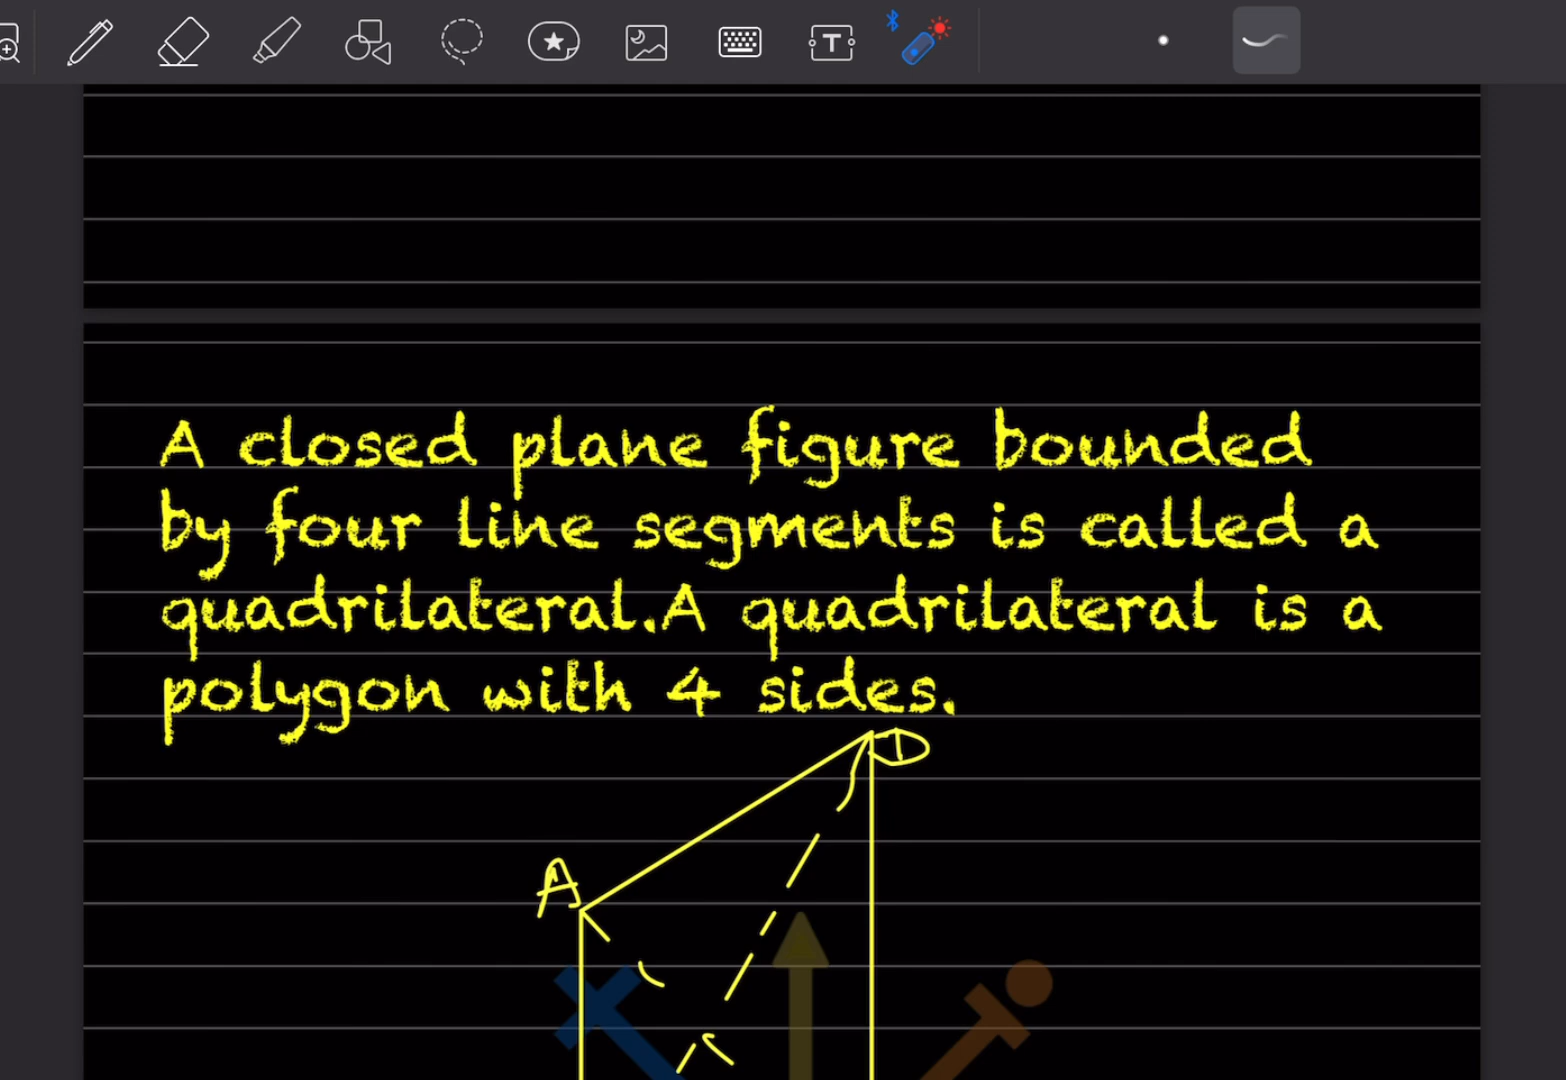 A closed plane figure bounded
by four line segments is called a
quadrilateral.A quadrilateral is a
polygon with 4 sides.
D
A